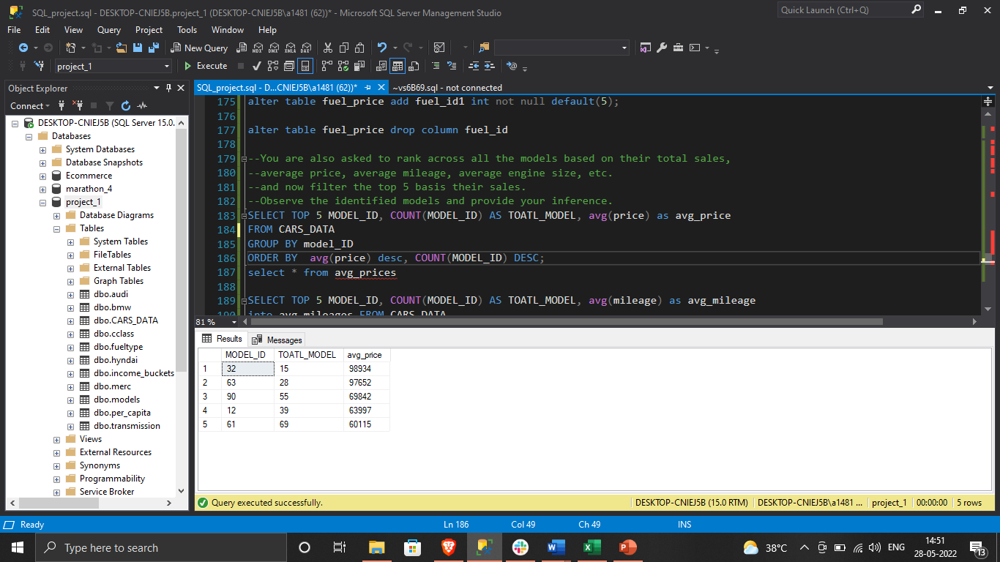 SQL_project.sql - DESKTOP-CNIEJ5B.project_1 (DESKTOP-CNIEJ5B\a1481 (62))* - Microsoft SQL Server Management Studio
Quick Launch (Ctrl+Q)
File Edit View Query Project Tools Window Help
New Query
MDX DMX XMLA DAX
project_1
Execute
Object Explorer
SQL_project.sql - D...CNIEJ5B\a1481 (62))*
~vs6B69.sql - not connected
Connect
DESKTOP-CNIEJ5B (SQL Server 15.0.
Databases
System Databases
Database Snapshots
Ecommerce
marathon_4
project_1
Database Diagrams
Tables
System Tables
FileTables
External Tables
Graph Tables
dbo.audi
dbo.bmw
dbo.CARS_DATA
dbo.cclass
dbo.fueltype
dbo.hyndai
dbo.income_buckets
dbo.merc
dbo.models
dbo.per_capita
dbo.transmission
Views
External Resources
Synonyms
Programmability
Service Broker
175 alter table fuel_price add fuel_id1 int not null default(5);
176
177 alter table fuel_price drop column fuel_id
178
179 --You are also asked to rank across all the models based on their total sales,
180 --average price, average mileage, average engine size, etc.
181 --and now filter the top 5 basis their sales.
182 --Observe the identified models and provide your inference.
183 SELECT TOP 5 MODEL_ID, COUNT(MODEL_ID) AS TOATL_MODEL, avg(price) as avg_price
184 FROM CARS_DATA
185 GROUP BY model_ID
186 ORDER BY  avg(price) desc, COUNT(MODEL_ID) DESC;
187 select * from avg_prices
188
189 SELECT TOP 5 MODEL_ID, COUNT(MODEL_ID) AS TOATL_MODEL, avg(mileage) as avg_mileage
190 into avg_mileages FROM CARS_DATA
81 %
Results Messages
MODEL_ID TOATL_MODEL avg_price
1 32 15 98934
2 63 28 97652
3 90 55 69842
4 12 39 63997
5 61 69 60115
Query executed successfully.
DESKTOP-CNIEJ5B (15.0 RTM) DESKTOP-CNIEJ5B\a1481 ... project_1 00:00:00 5 rows
Ready
Ln 186 Col 49 Ch 49 INS
Type here to search
38°C
ENG
14:51
28-05-2022
13